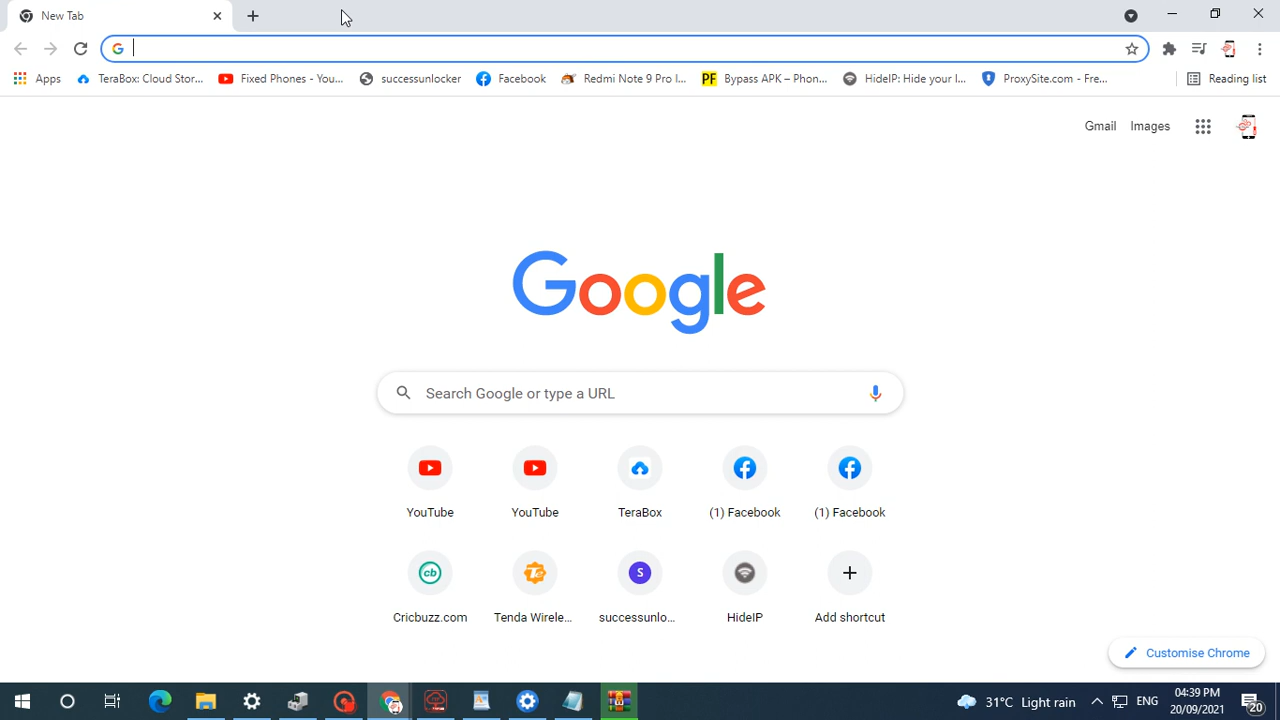 New Tab
Apps
TeraBox: Cloud Stor...
Fixed Phones - You...
successunlocker
Facebook
Redmi Note 9 Pro I...
PF Bypass APK – Phon...
HideIP: Hide your I...
ProxySite.com - Fre...
Reading list
Gmail
Images
Google
Search Google or type a URL
YouTube
YouTube
TeraBox
(1) Facebook
(1) Facebook
cb
Te
S
Cricbuzz.com
Tenda Wirele...
successunlo...
HideIP
Add shortcut
Customise Chrome
31°C Light rain
ENG
04:39 PM
20/09/2021
20